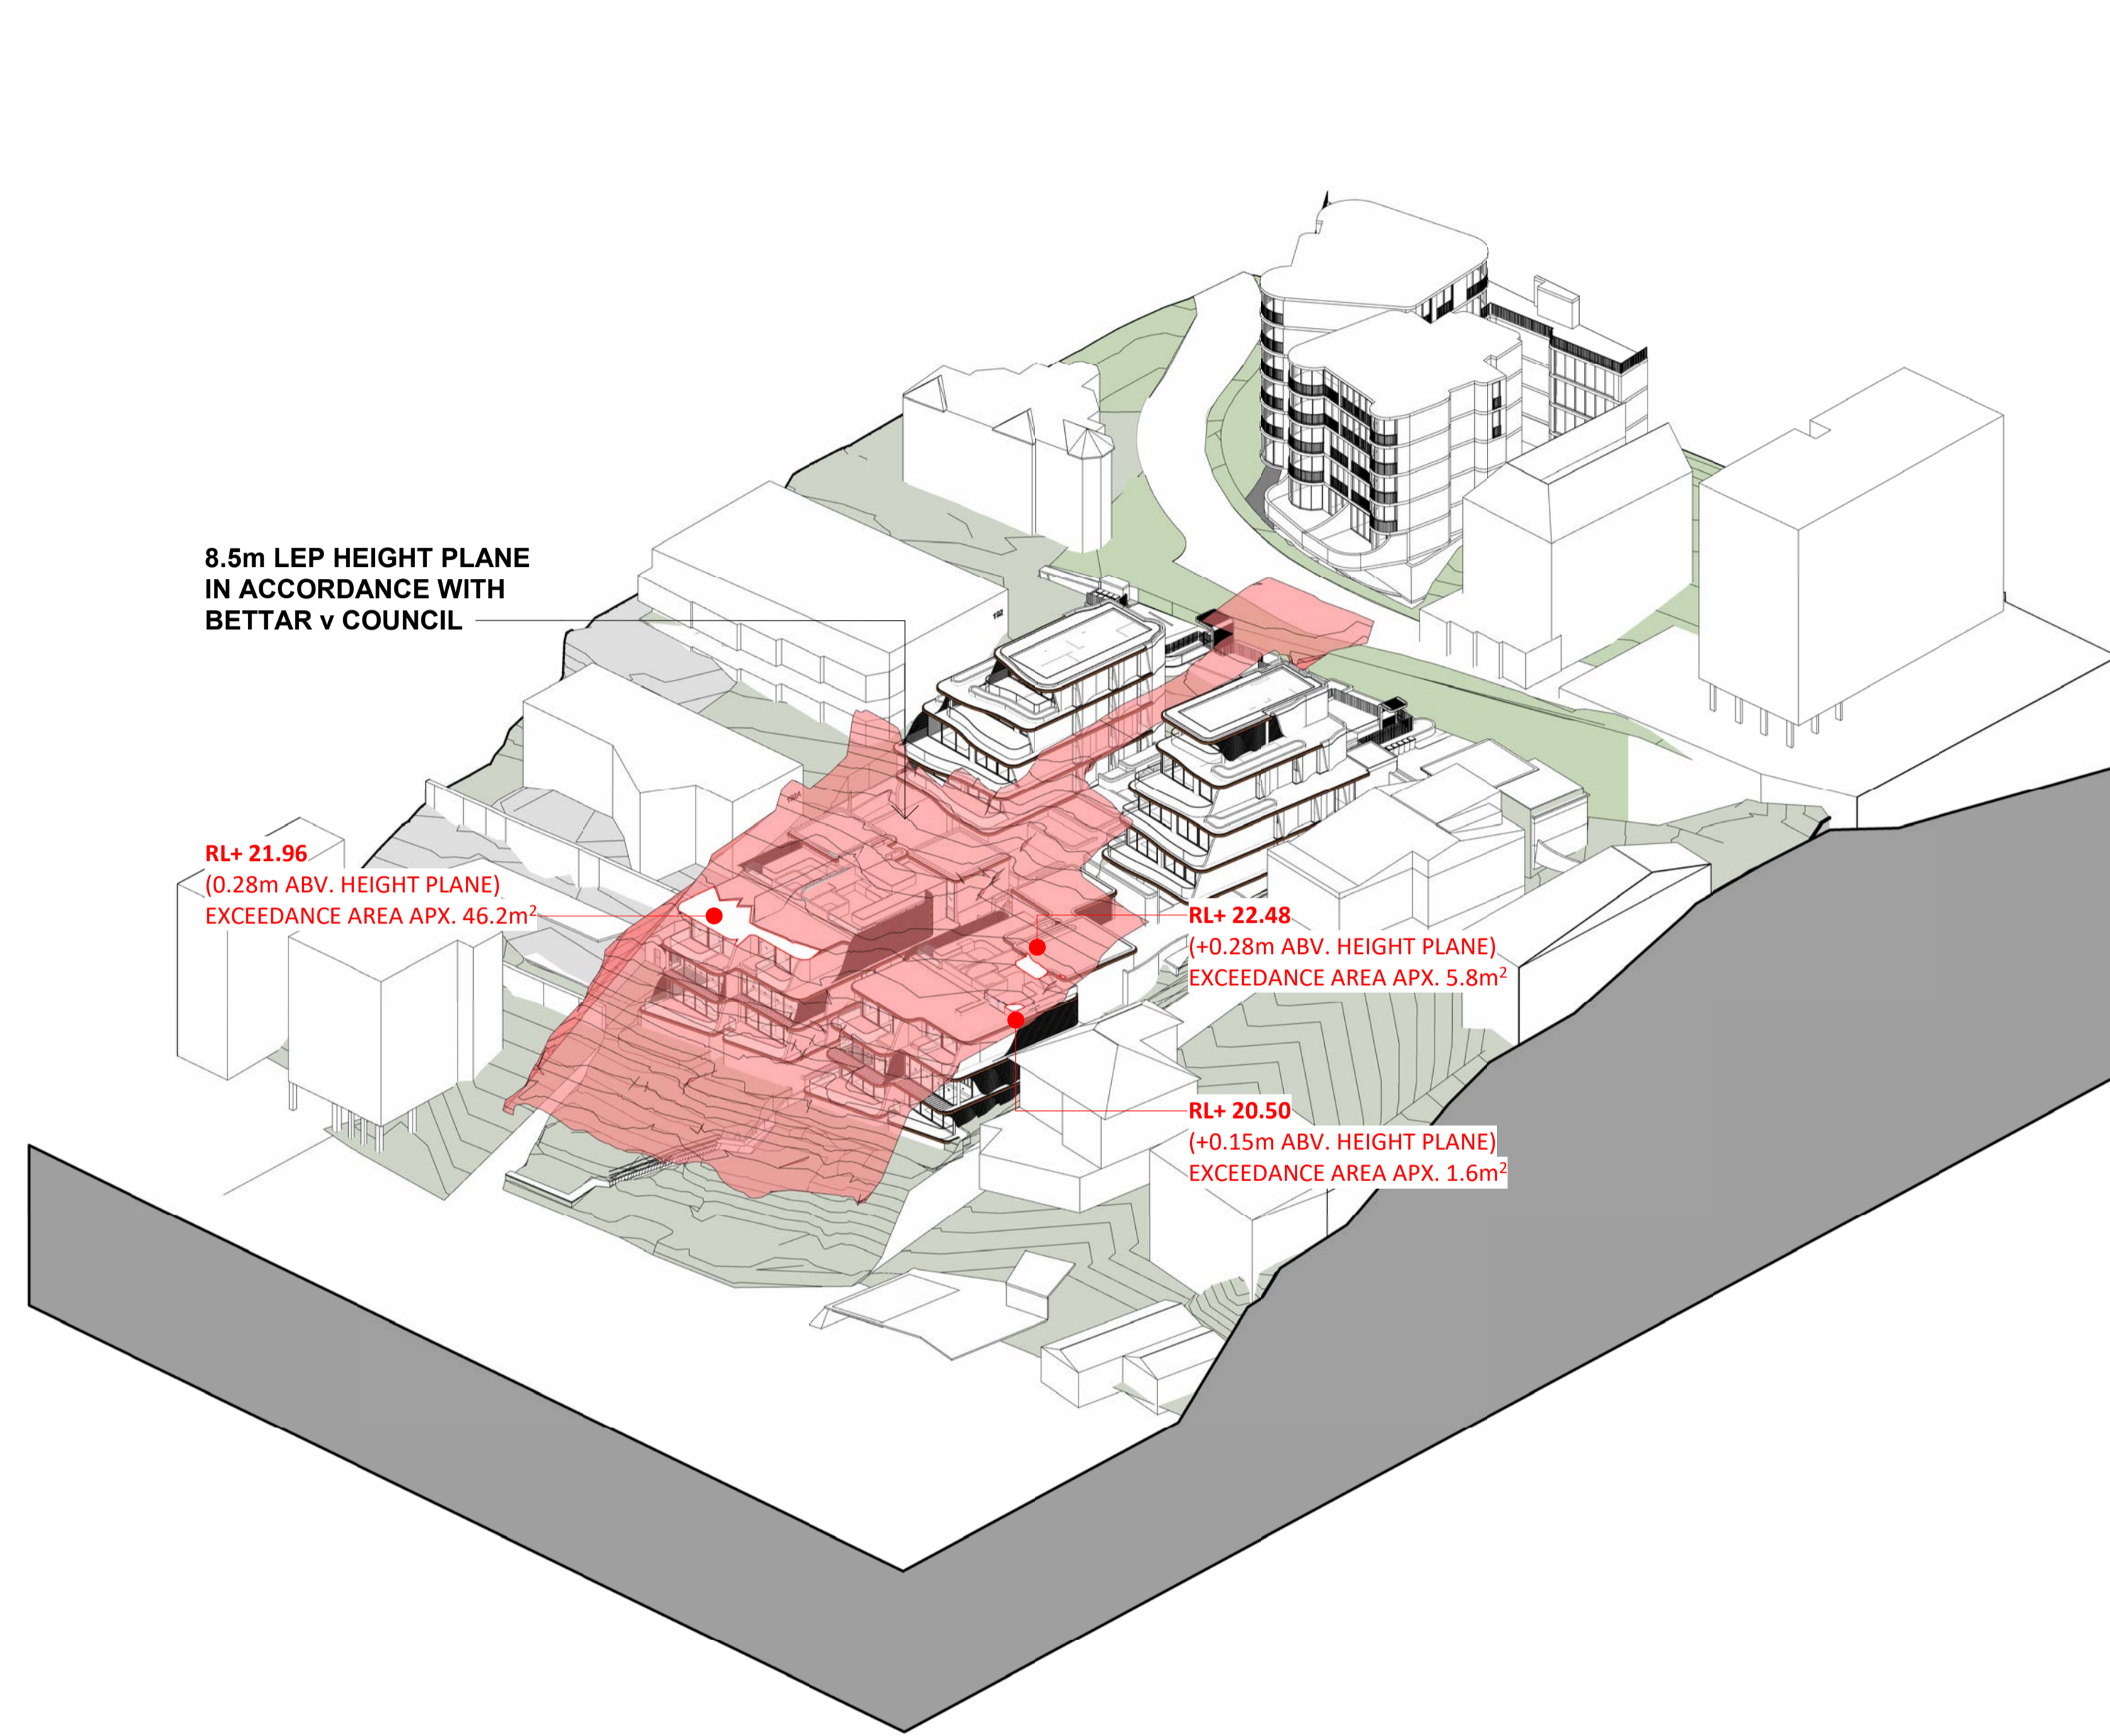 8.5m LEP HEIGHT PLANE
IN ACCORDANCE WITH
BETTAR v COUNCIL
192
RL+ 21.96
(0.28m ABV. HEIGHT PLANE)
EXCEEDANCE AREA APX. 46.2m²
RL+ 22.48
(+0.28m ABV. HEIGHT PLANE)
EXCEEDANCE AREA APX. 5.8m²
RL+ 20.50
(+0.15m ABV. HEIGHT PLANE)
EXCEEDANCE AREA APX. 1.6m²